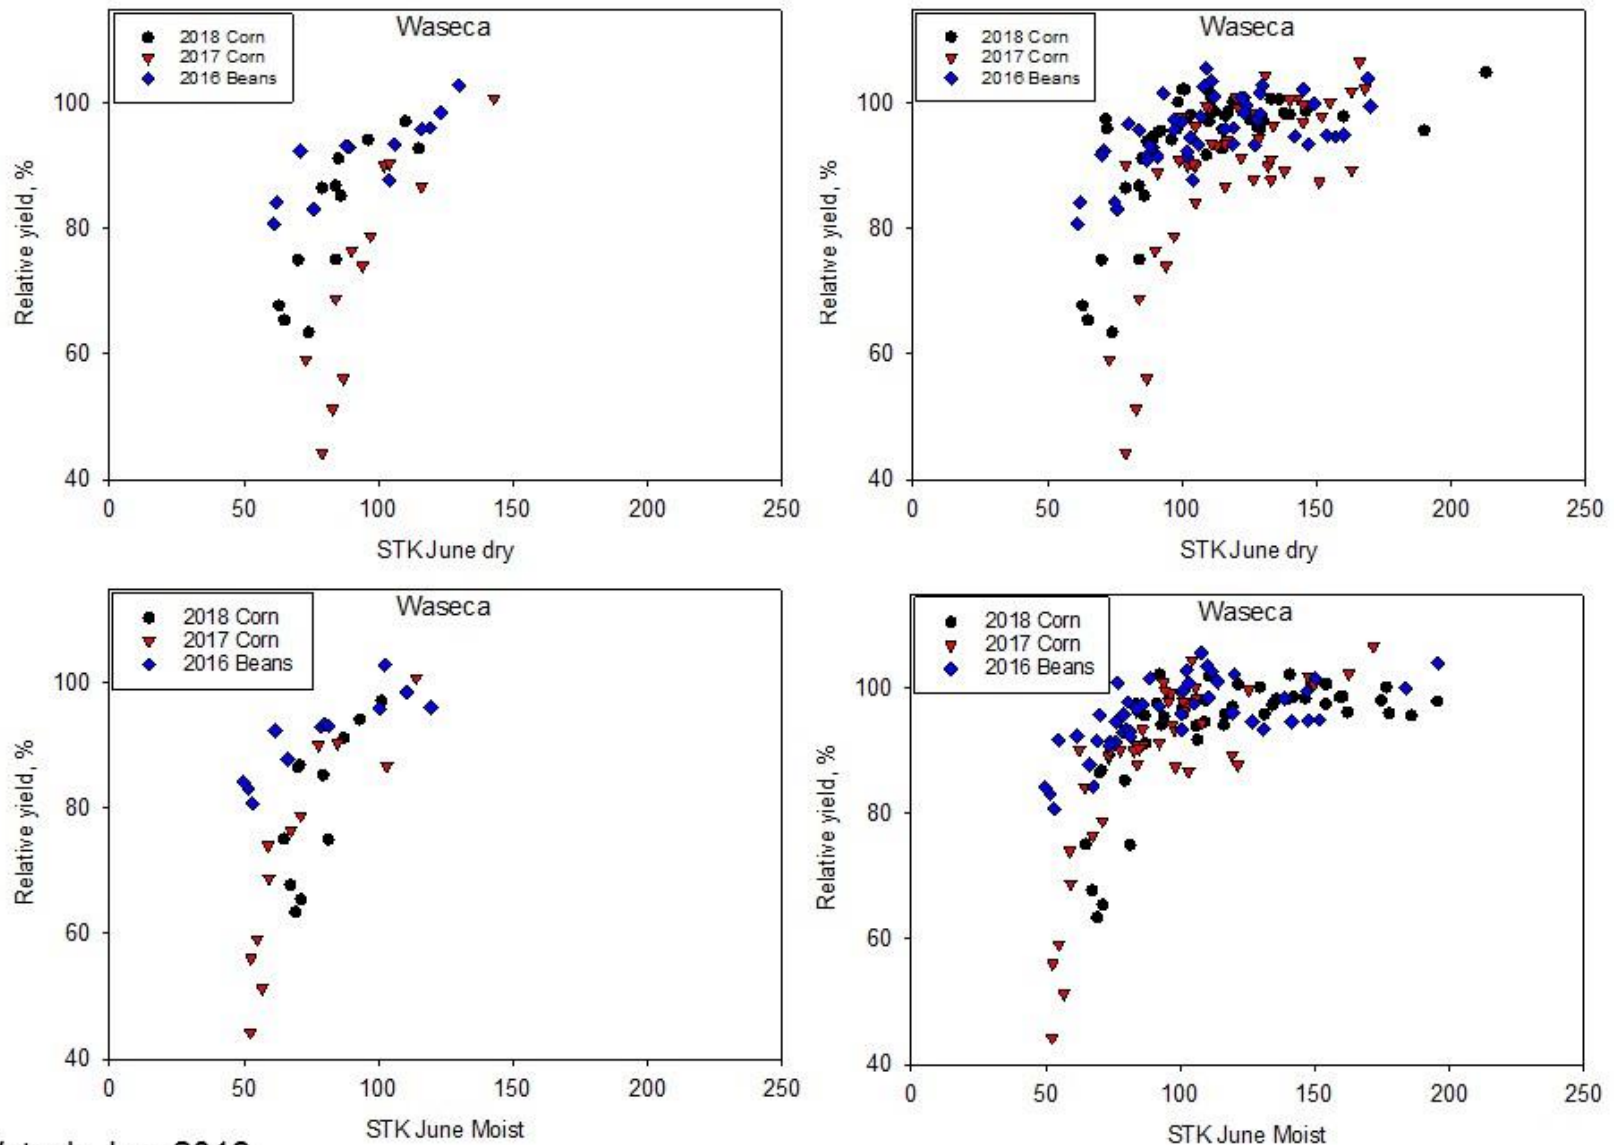 Waseca
2018 Corn
2017 Corn
2016 Beans
Relative yield, %
100
80
60
40
0 50 100 150 200 250
STK June dry
Waseca
2018 Corn
2017 Corn
2016 Beans
Relative yield, %
100
80
60
40
0 50 100 150 200 250
STK June dry
Waseca
2018 Corn
2017 Corn
2016 Beans
Relative yield, %
100
80
60
40
0 50 100 150 200 250
STK June Moist
Waseca
2018 Corn
2017 Corn
2016 Beans
Relative yield, %
100
80
60
40
0 50 100 150 200 250
STK June Moist